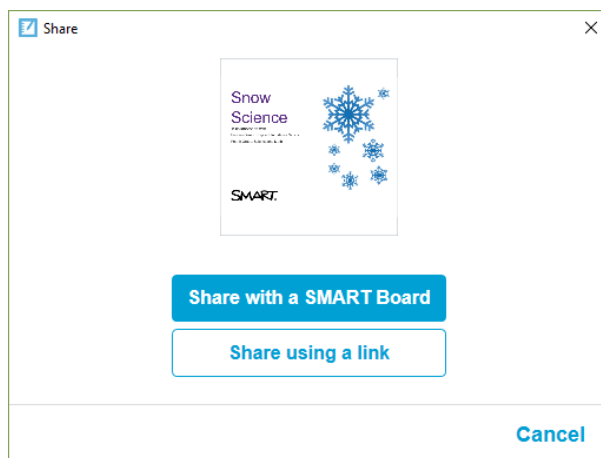 Share
Snow
Science
SMART
Share with a SMART Board
Share using a link
Cancel